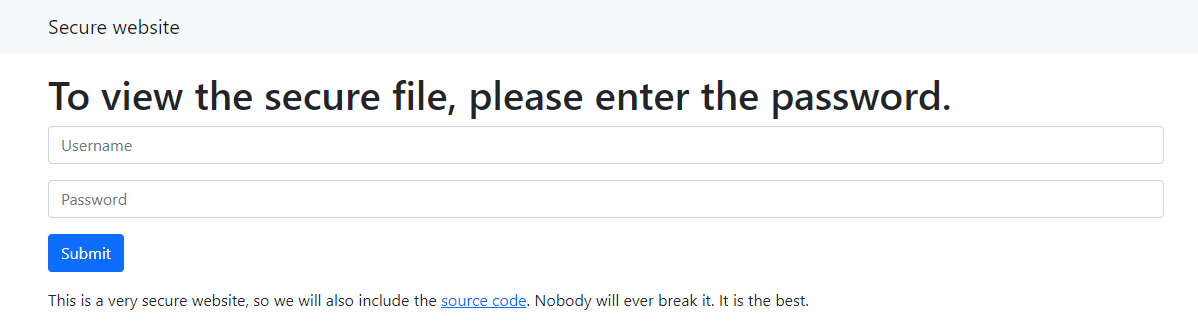 Secure website
To view the secure file, please enter the password.
Username
Password
Submit
This is a very secure website, so we will also include the source code. Nobody will ever break it. It is the best.